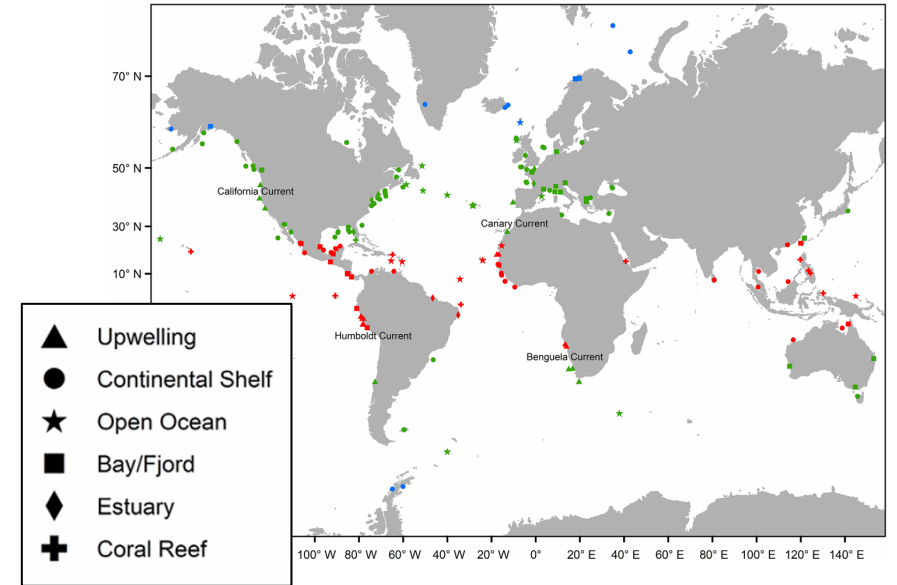 70° N
50° N
30° N
10° N
California Current
Canary Current
Humboldt Current
Benguela Current
Upwelling
Continental Shelf
Open Ocean
Bay/Fjord
Estuary
Coral Reef
100° W 80° W 60° W 40° W 20° W 0° 20° E 40° E 60° E 80° E 100° E 120° E 140° E